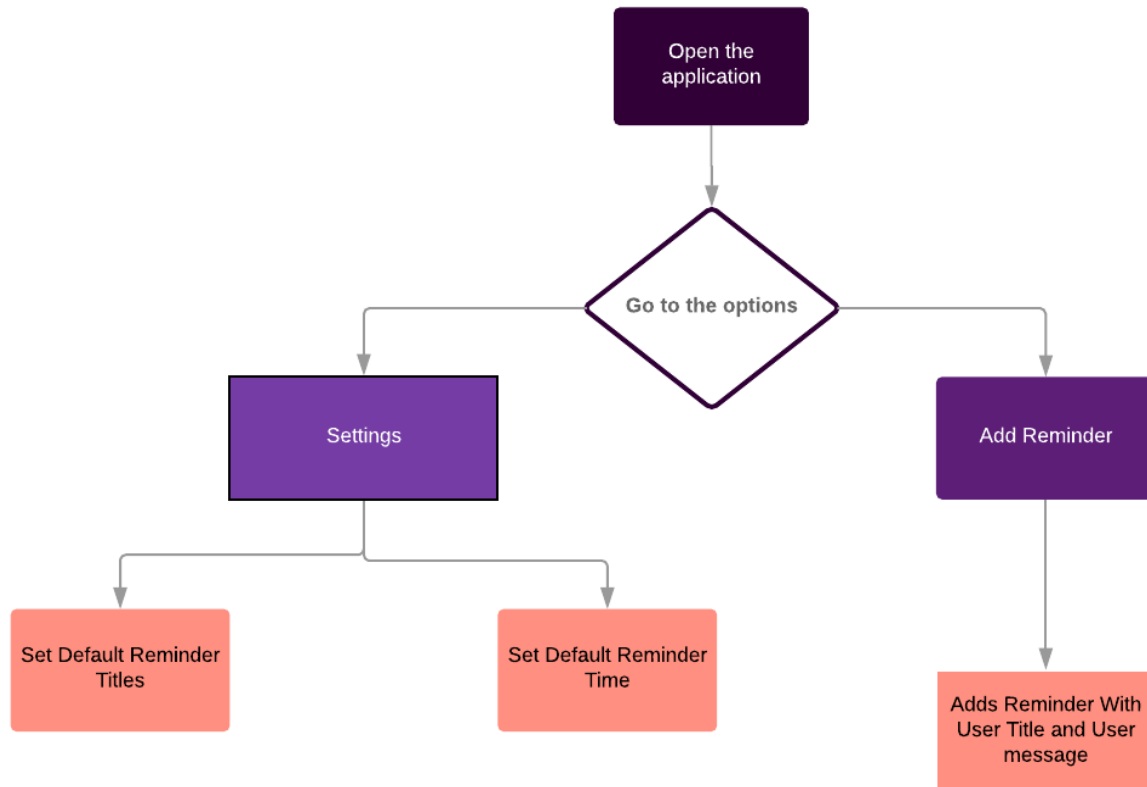 Open the
application
Go to the options
Settings
Add Reminder
Set Default Reminder
Titles
Set Default Reminder
Time
Adds Reminder With
User Title and User
message